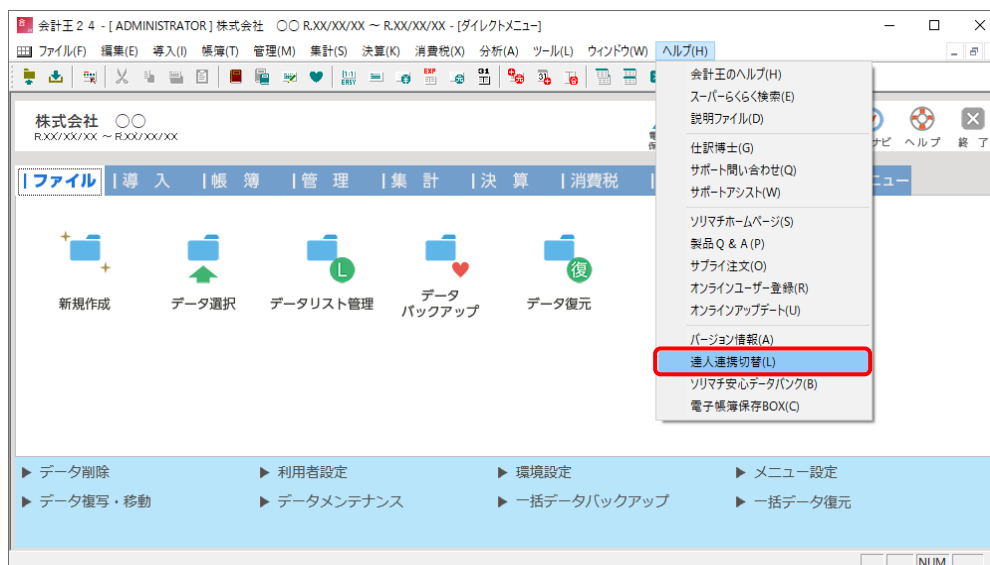 会計王２４ - [ ADMINISTRATOR ] 株式会社　○○ R.XX/XX/XX ～ R.XX/XX/XX - [ダイレクトメニュー]
ファイル(F) 編集(E) 導入(I) 帳簿(T) 管理(M) 集計(S) 決算(K) 消費税(X) 分析(A) ツール(L) ウインドウ(W) ヘルプ(H)
株式会社　○○
R.XX/XX/XX ～ R.XX/XX/XX
ヘルプ 終 了
ファイル 導 入 帳 簿 管 理 集 計 決 算 消費税
新規作成
データ選択
データリスト管理
データ
バックアップ
データ復元
会計王のヘルプ(H)
スーパーらくらく検索(E)
説明ファイル(D)
仕訳博士(G)
サポート問い合わせ(Q)
サポートアシスト(W)
ソリマチホームページ(S)
製品Ｑ＆Ａ(P)
サプライ注文(O)
オンラインユーザー登録(R)
オンラインアップデート(U)
バージョン情報(A)
達人連携切替(L)
ソリマチ安心データバンク(B)
電子帳簿保存BOX(C)
▶ データ削除 ▶ 利用者設定 ▶ 環境設定 ▶ メニュー設定
▶ データ複写・移動 ▶ データメンテナンス ▶ 一括データバックアップ ▶ 一括データ復元
NUM